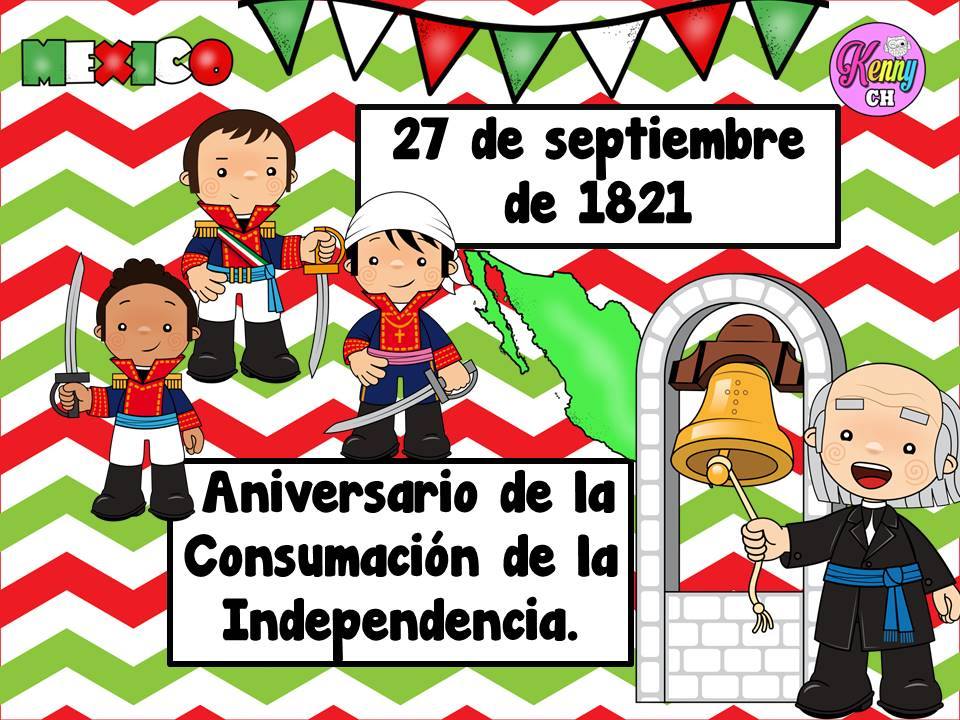 MEXICO
Kenny
CH
27 de septiembre
de 1821
Aniversario de la
Consumación de la
Independencia.